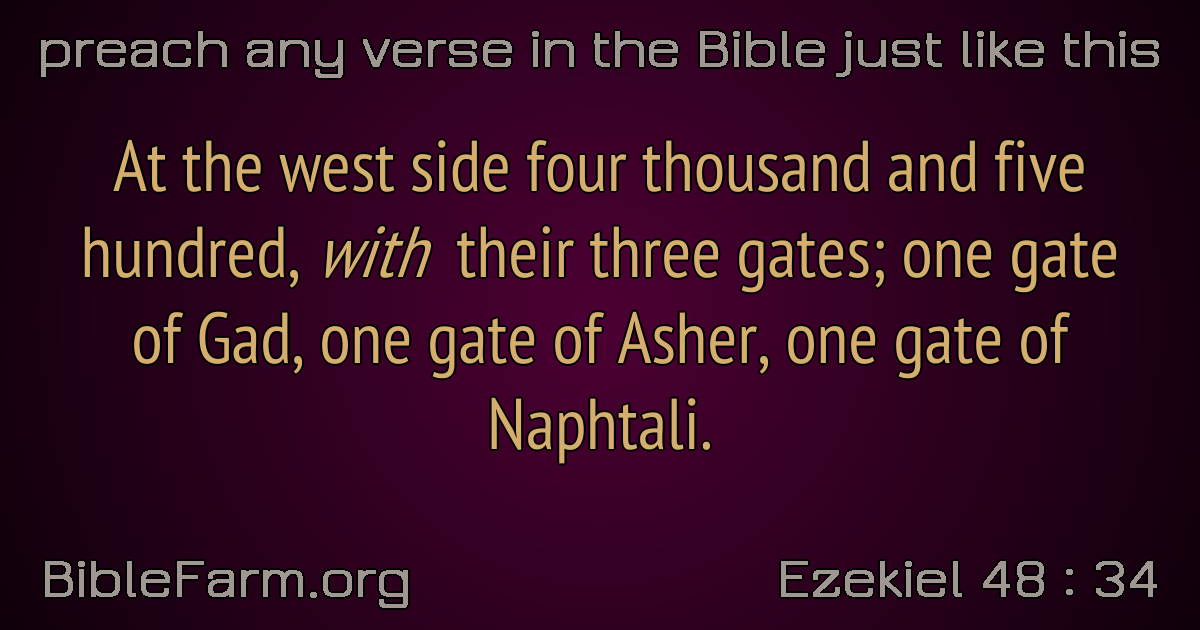 preach any verse in the Bible just like this
At the west side four thousand and five
hundred, with their three gates; one gate
of Gad, one gate of Asher, one gate of
Naphtali.
BibleFarm.org
Ezekiel 48 : 34